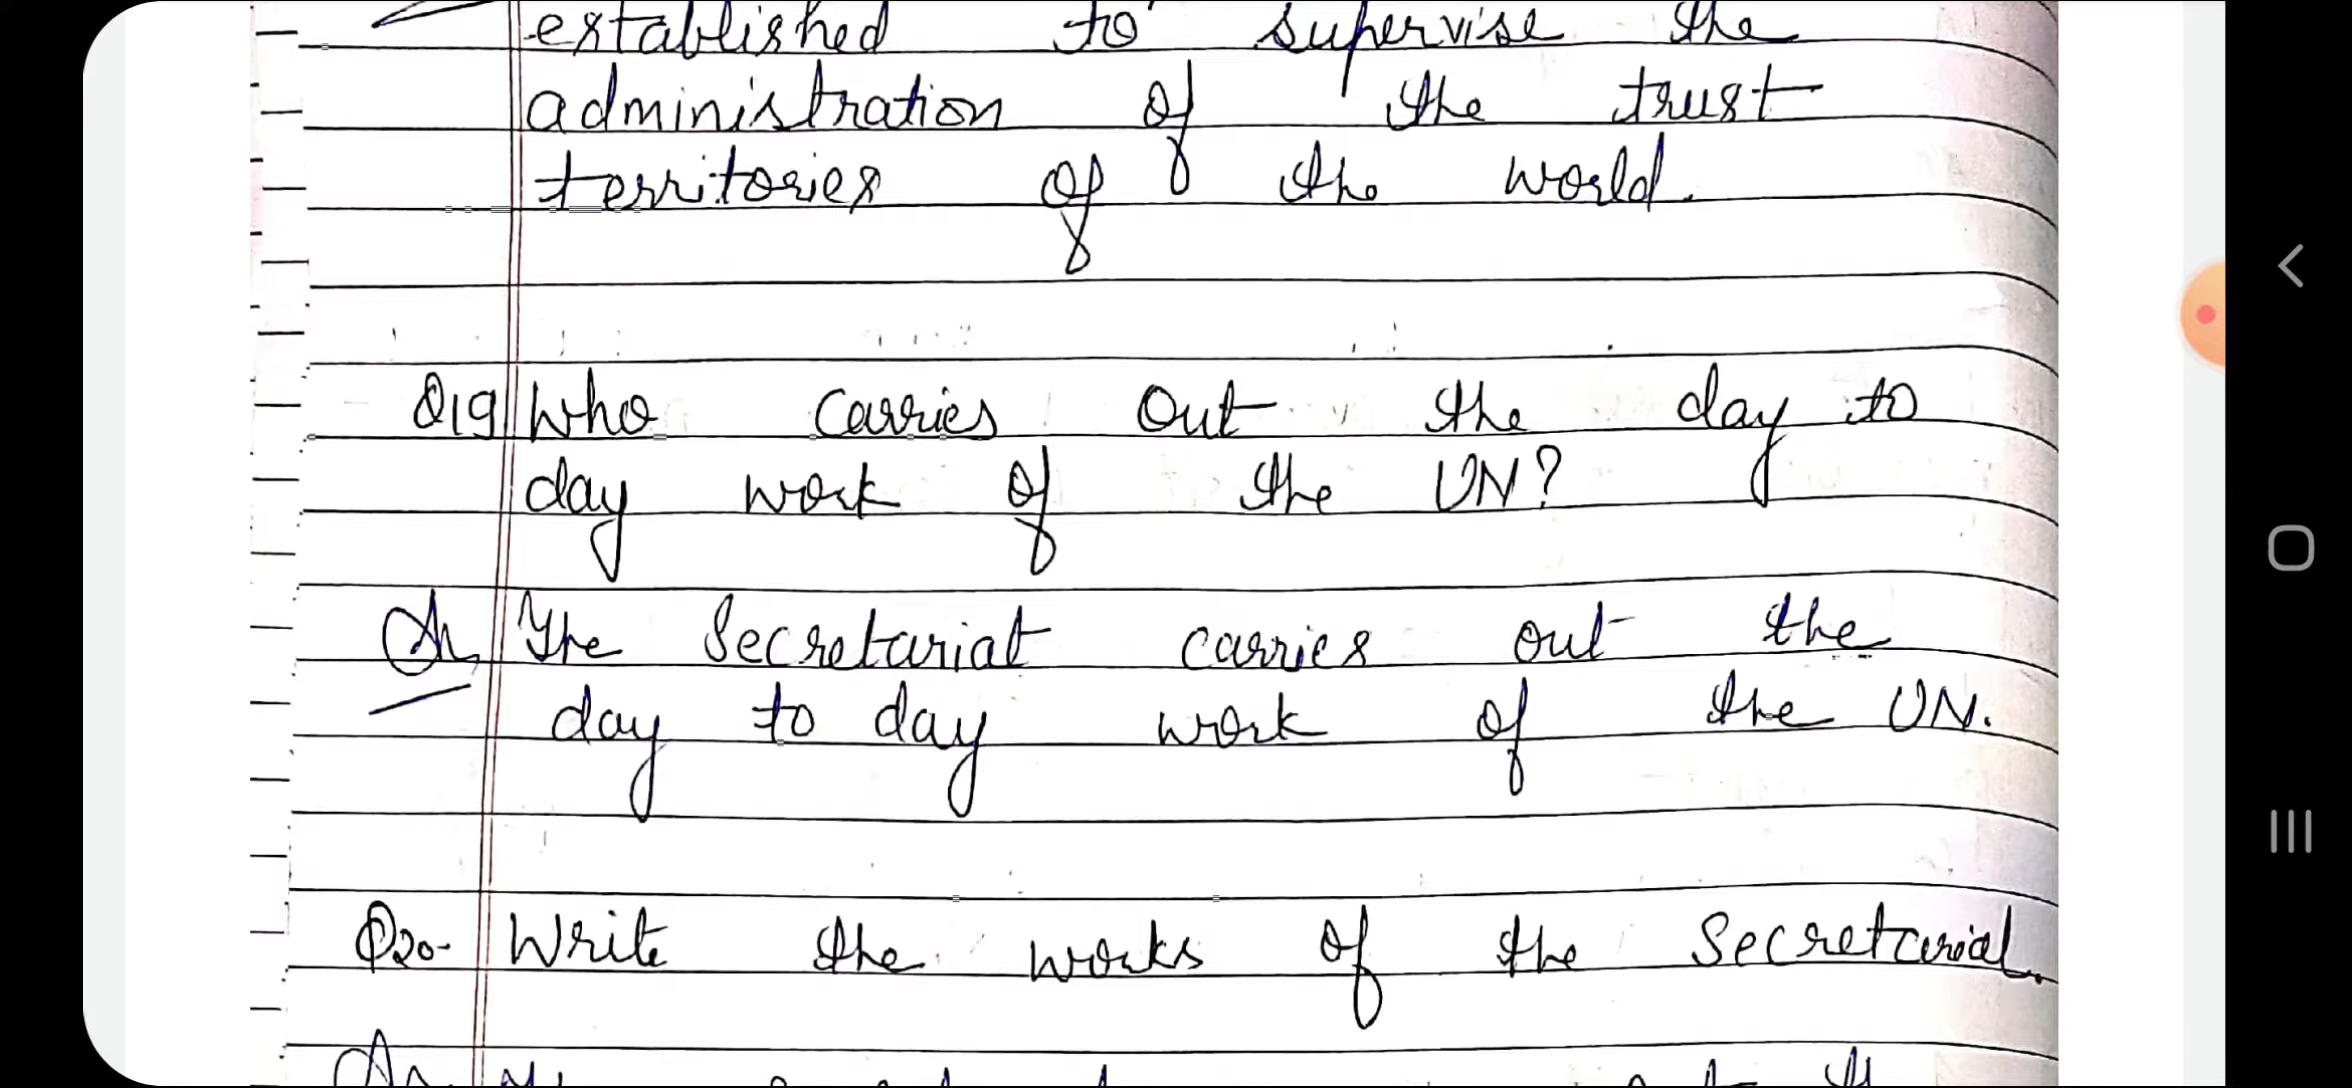 established to supervise the
administration of the trust
territories of the world.
Q19 Who carries out the day to
day work of the UN?
An The Secretariat carries out the
day to day work of the UN.
Q20- Write the works of the Secretarial.